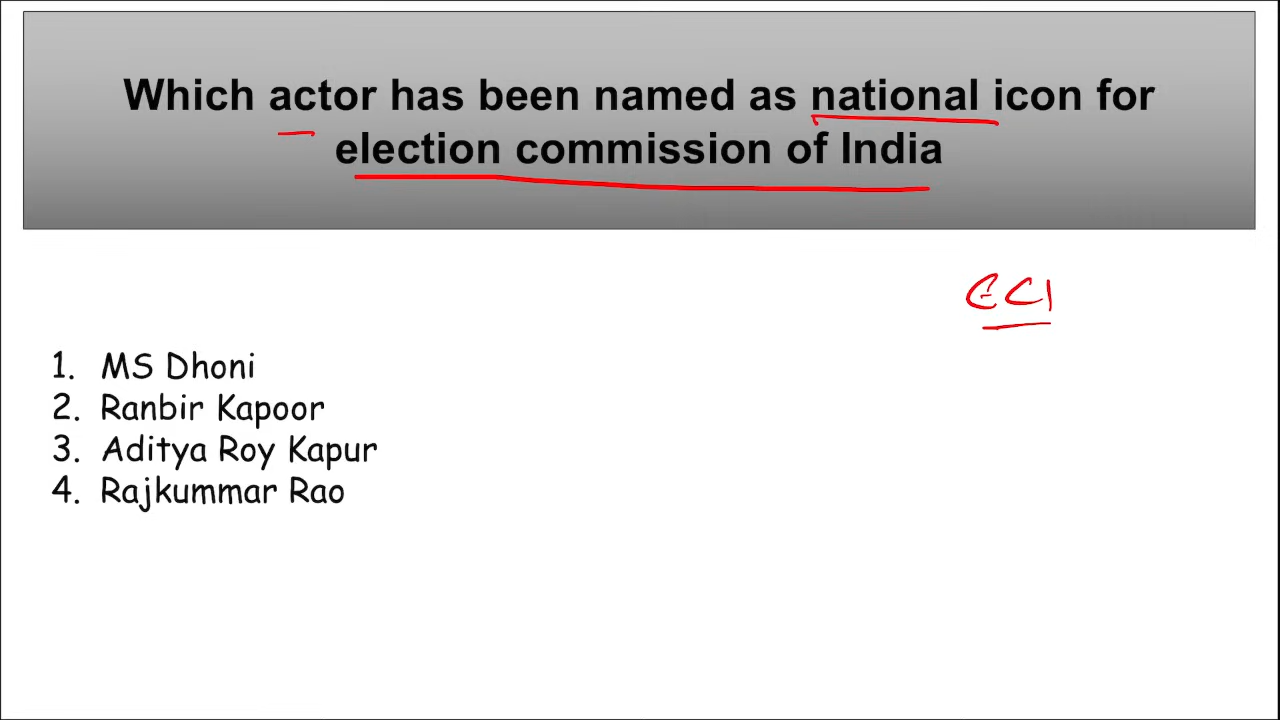 Which actor has been named as national icon for
election commission of India
ECI
1. MS Dhoni
2. Ranbir Kapoor
3. Aditya Roy Kapur
4. Rajkummar Rao